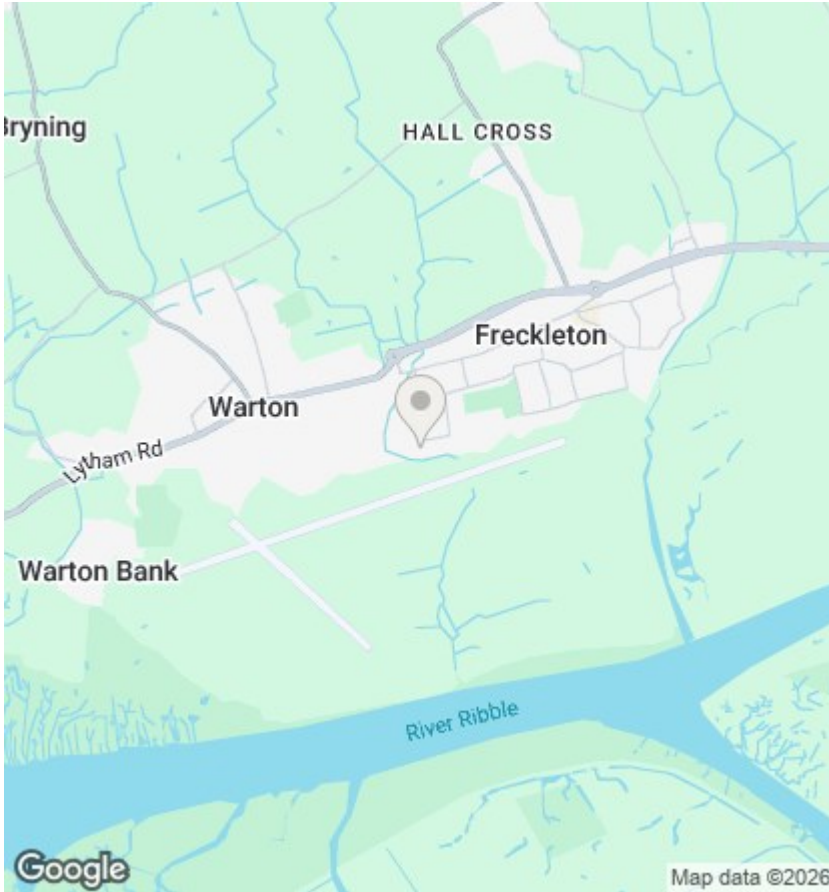 Bryning
HALL CROSS
Freckleton
Warton
Lytham Rd
Warton Bank
River Ribble
Google
Map data ©2026